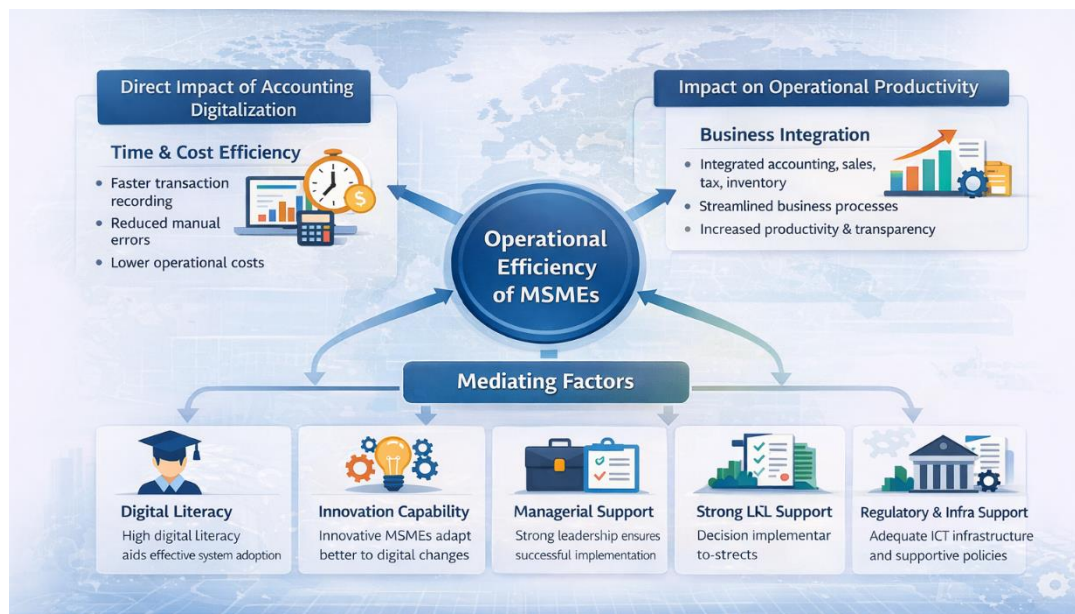 Direct Impact of Accounting
Digitalization
Time & Cost Efficiency
• Faster transaction
recording
• Reduced manual
errors
• Lower operational costs
Impact on Operational Productivity
Business Integration
• Integrated accounting, sales,
tax, inventory
• Streamlined business processes
• Increased productivity & transparency
Operational
Efficiency
of MSMEs
Mediating Factors
Digital Literacy
High digital literacy
aids effective system adoption
Innovation Capability
Innovative MSMEs adapt
better to digital changes
Managerial Support
Strong leadership ensures
successful implementation
Strong Support
Decision implementar
to-strects
Regulatory & Infra Support
Adequate ICT infrastructure
and supportive policies